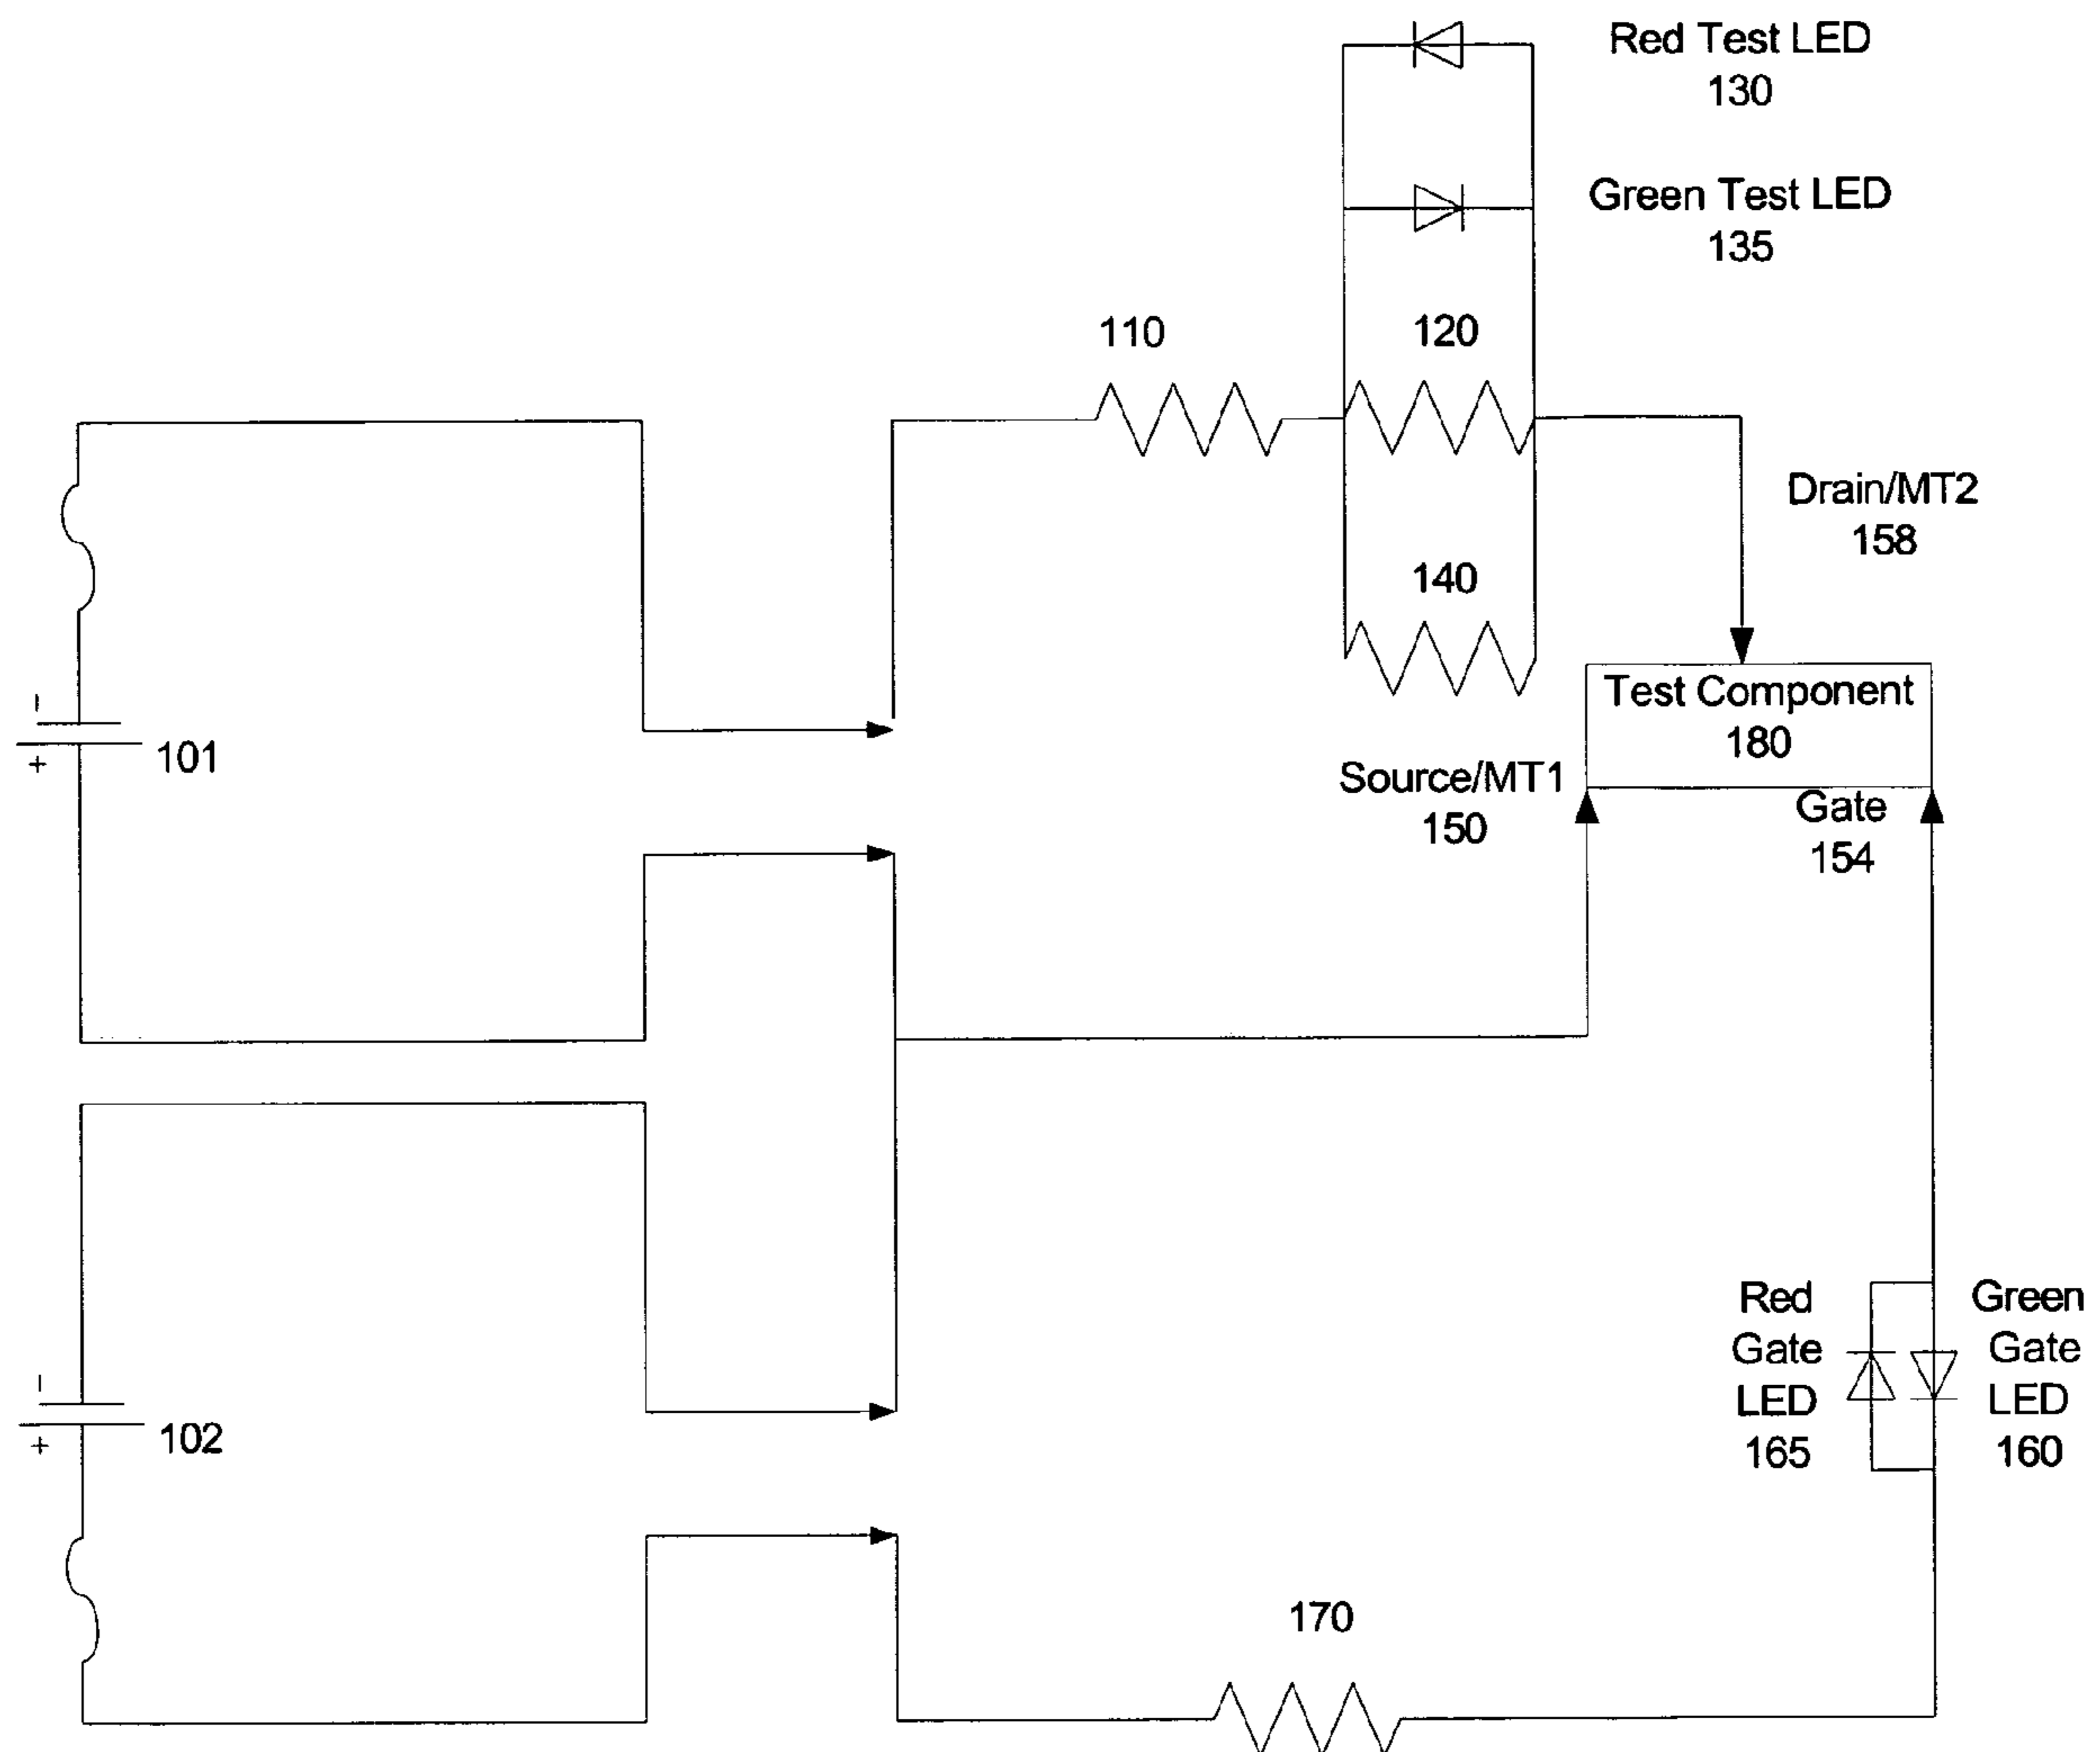 Red Test LED
130
Green Test LED
135
110
120
Drain/MT2
158
140
-
+
101
Test Component
180
Source/MT1
150
Gate
154
-
+
102
Red
Gate
LED
165
Green
Gate
LED
160
170